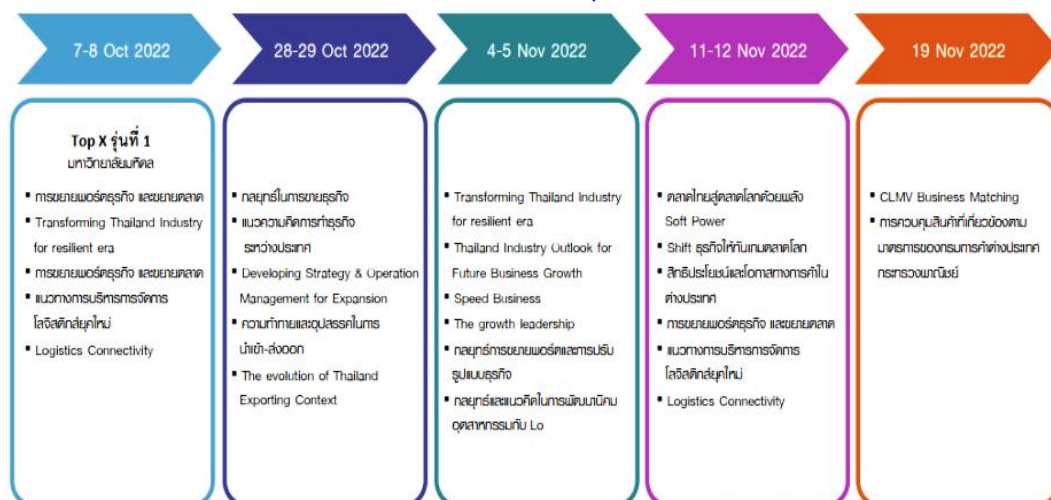 7-8 Oct 2022
28-29 Oct 2022
4-5 Nov 2022
11-12 Nov 2022
19 Nov 2022
Top X รุ่นที่ 1
มหาวิทยาลัยมหิดล
▪ การขยายพอร์ตธุรกิจ และขยายตลาด
▪ Transforming Thailand Industry
for resilient era
▪ การขยายพอร์ตธุรกิจ และขยายตลาด
▪ แนวทางการบริหารการจัดการ
โลจิสติกส์ยุคใหม่
▪ Logistics Connectivity
▪ กลยุทธ์ในการขายธุรกิจ
▪ แนวความคิดการทำธุรกิจ
ระหว่างประเทศ
▪ Developing Strategy & Operation
Management for Expansion
▪ ความท้าทายและอุปสรรคในการ
นำเข้า-ส่งออก
▪ The evolution of Thailand
Exporting Context
▪ Transforming Thailand Industry
for resilient era
▪ Thailand Industry Outlook for
Future Business Growth
▪ Speed Business
▪ The growth leadership
▪ กลยุทธ์การขยายพอร์ตและการปรับ
รูปแบบธุรกิจ
▪ กลยุทธ์และแนวคิดในการพัฒนานิคม
อุตสาหกรรมกับ Lo
▪ ตลาดไทยสู่ตลาดโลกด้วยพลัง
Soft Power
▪ Shift ธุรกิจให้ทันเกมตลาดโลก
▪ สิทธิประโยชน์และโอกาสทางการค้าใน
ต่างประเทศ
▪ การขยายพอร์ตธุรกิจ และขยายตลาด
▪ แนวทางการบริหารการจัดการ
โลจิสติกส์ยุคใหม่
▪ Logistics Connectivity
▪ CLMV Business Matching
▪ การควบคุมสินค้าที่เกี่ยวข้องตาม
มาตรการของกรมการค้าต่างประเทศ
กระทรวงพาณิชย์